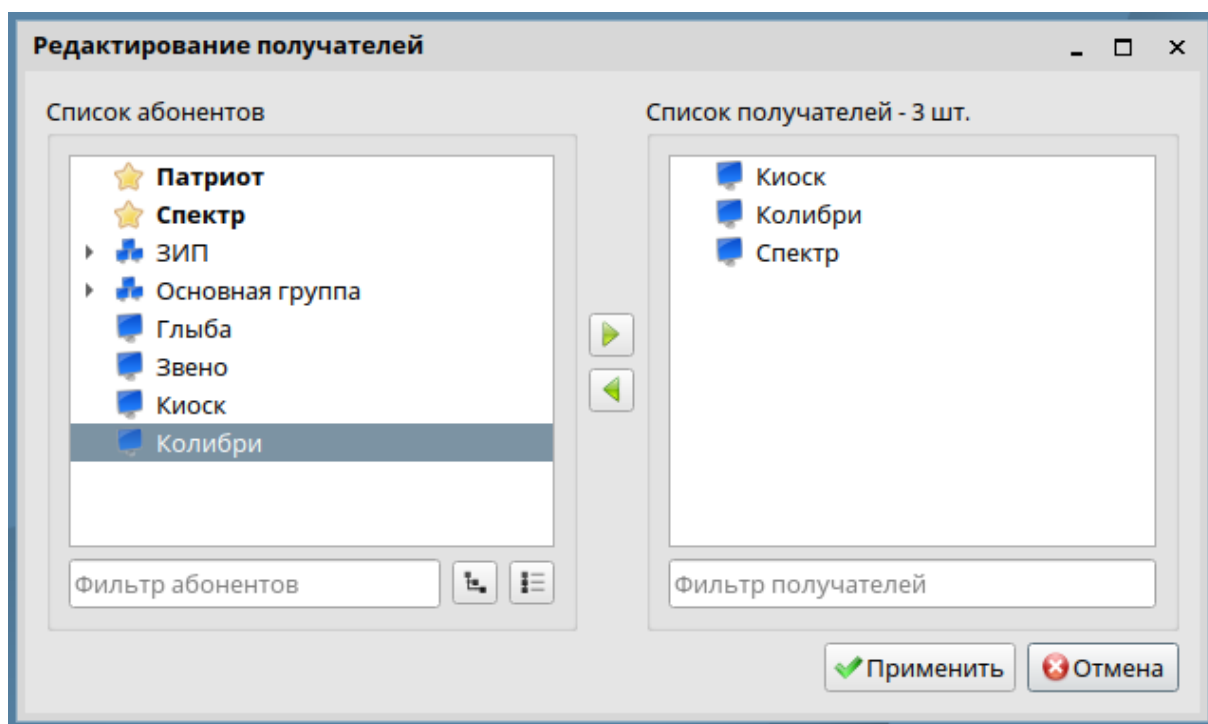 Редактирование получателей
Список абонентов
Патриот
Спектр
ЗИП
Основная группа
Глыба
Звено
Киоск
Колибри
Фильтр абонентов
Список получателей - 3 шт.
Киоск
Колибри
Спектр
Фильтр получателей
Применить
Отмена